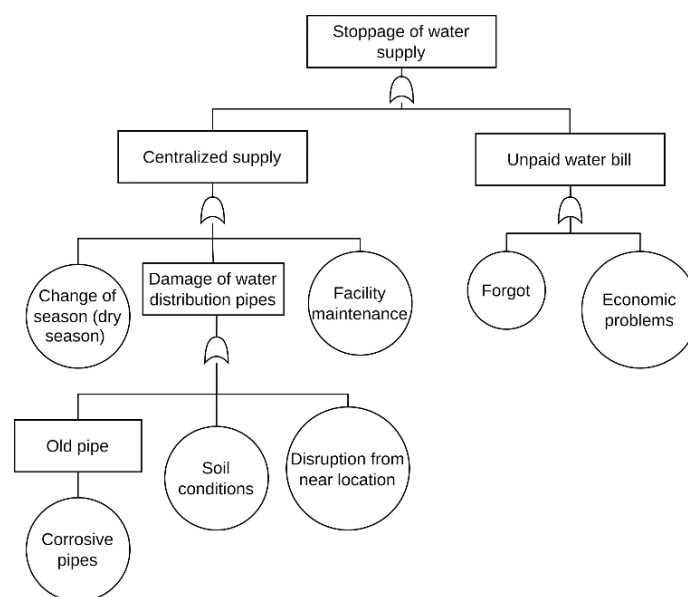 Stoppage of water
supply
Centralized supply
Unpaid water bill
Change of
season (dry
season)
Damage of water
distribution pipes
Facility
maintenance
Forgot
Economic
problems
Old pipe
Soil
conditions
Disruption from
near location
Corrosive
pipes